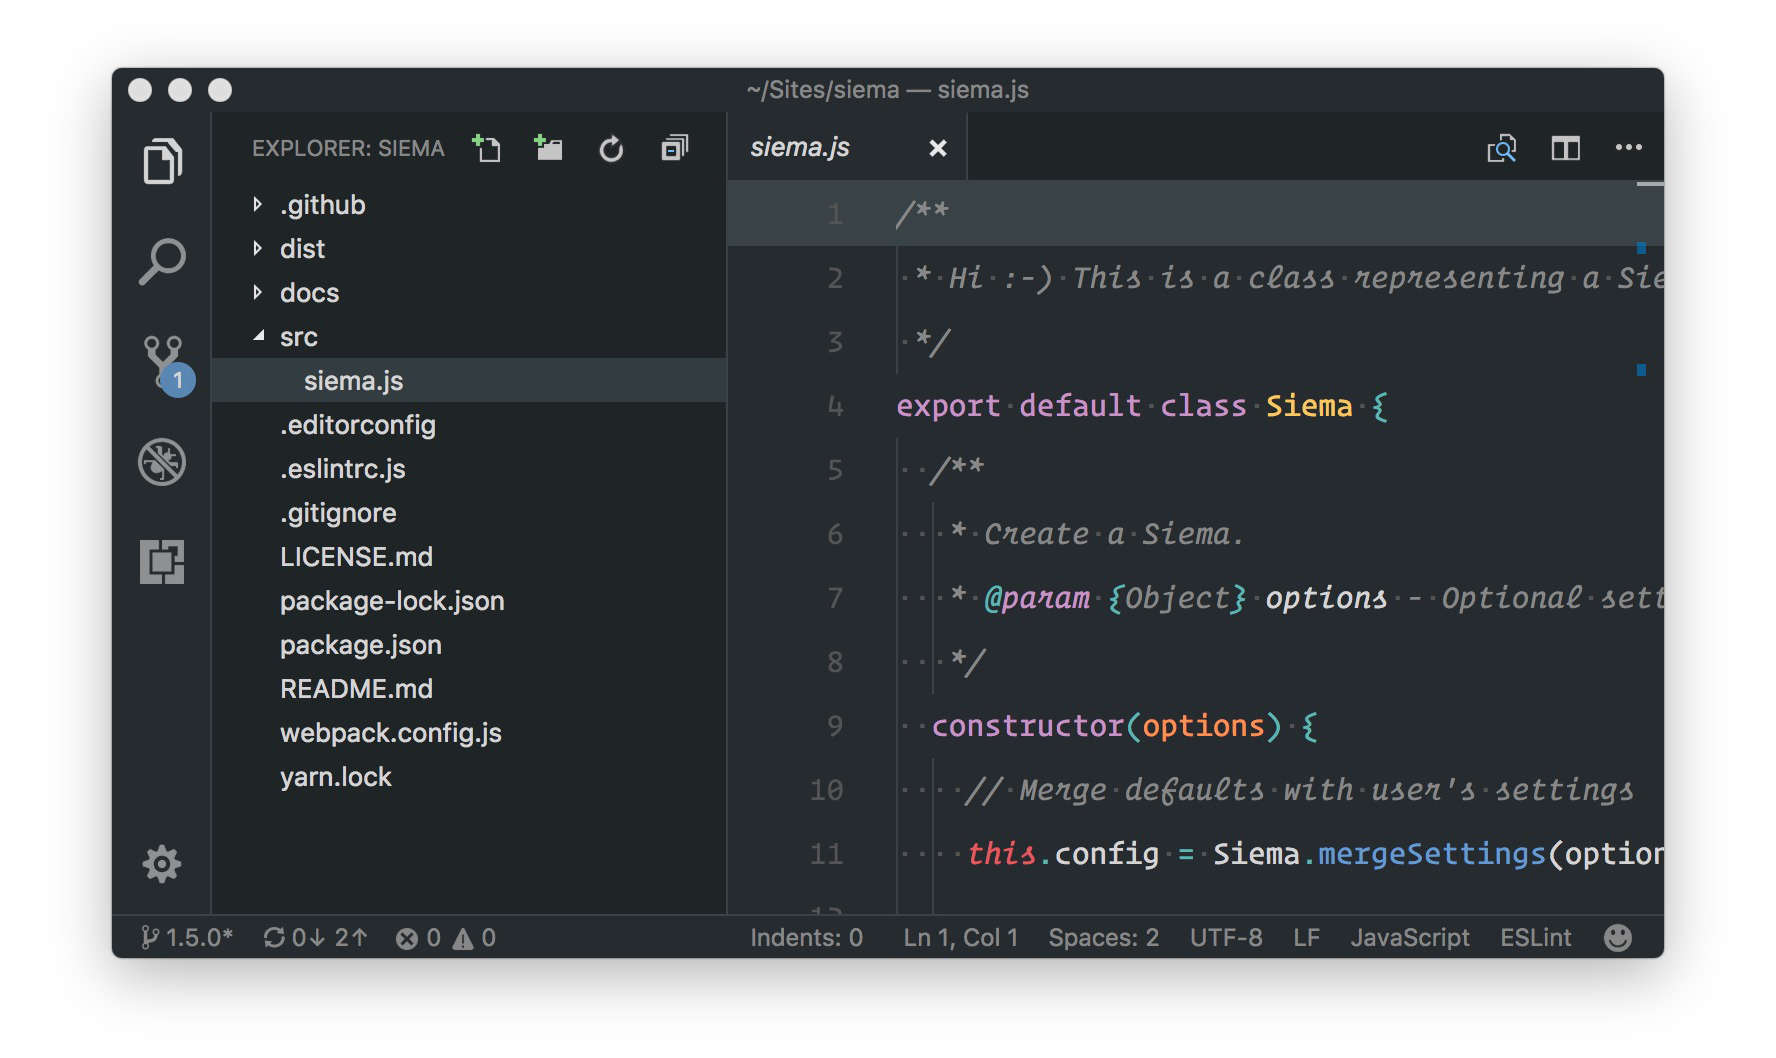 ~/Sites/siema — siema.js
EXPLORER: SIEMA
.github
dist
docs
src
siema.js
.editorconfig
.eslintrc.js
.gitignore
LICENSE.md
package-lock.json
package.json
README.md
webpack.config.js
yarn.lock
1
siema.js
1 /**
2 * Hi :-) This is a class representing a Sie
3 */
4 export default class Siema {
5 /**
6 * Create a Siema.
7 * @param {Object} options - Optional sett
8 */
9 constructor(options) {
10 // Merge defaults with user's settings
11 this.config = Siema.mergeSettings(option
1.5.0* 0↓ 2↑ 0 0 Indents: 0 Ln 1, Col 1 Spaces: 2 UTF-8 LF JavaScript ESLint